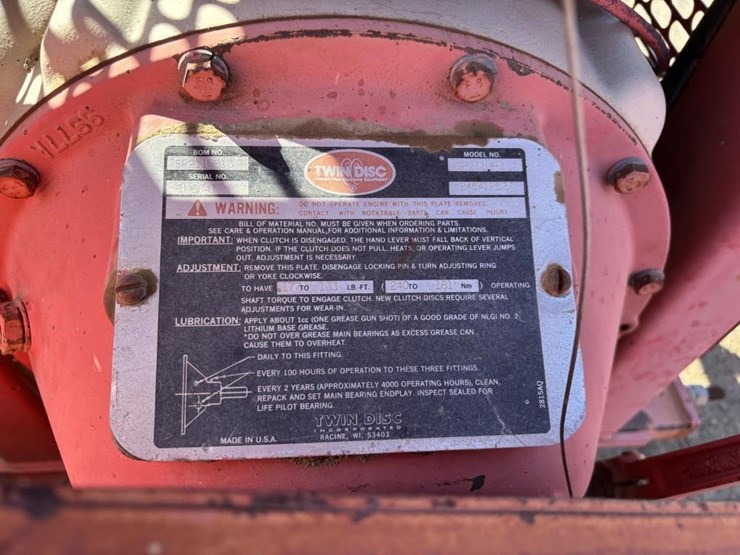 BOM NO.
MODEL NO.
SERIAL NO.
TWIN DISC
WARNING: DO NOT OPERATE ENGINE WITH THIS PLATE REMOVED.
CONTACT WITH ROTATABLE PARTS CAN CAUSE INJURY
BILL OF MATERIAL NO. MUST BE GIVEN WHEN ORDERING PARTS.
SEE CARE & OPERATION MANUAL,FOR ADDITIONAL INFORMATION & LIMITATIONS.
IMPORTANT: WHEN CLUTCH IS DISENGAGED, THE HAND LEVER MUST FALL BACK OF VERTICAL
POSITION. IF THE CLUTCH DOES NOT PULL, HEATS, OR OPERATING LEVER JUMPS
OUT, ADJUSTMENT IS NECESSARY
ADJUSTMENT: REMOVE THIS PLATE. DISENGAGE LOCKING PIN & TURN ADJUSTING RING
OR YOKE CLOCKWISE.
TO HAVE TO LB.-FT. ( 240 TO Nm) OPERATING
SHAFT TORQUE TO ENGAGE CLUTCH. NEW CLUTCH DISCS REQUIRE SEVERAL
ADJUSTMENTS FOR WEAR-IN.
LUBRICATION: APPLY ABOUT 1cc (ONE GREASE GUN SHOT) OF A GOOD GRADE OF NLGI NO. 2
LITHIUM BASE GREASE.
*DO NOT OVER GREASE MAIN BEARINGS AS EXCESS GREASE CAN
CAUSE THEM TO OVERHEAT.
DAILY TO THIS FITTING.
EVERY 100 HOURS OF OPERATION TO THESE THREE FITTINGS.
EVERY 2 YEARS (APPROXIMATELY 4000 OPERATING HOURS), CLEAN,
REPACK AND SET MAIN BEARING ENDPLAY. INSPECT SEALED FOR
LIFE PILOT BEARING.
2815AQ
TWIN DISC
INCORPORATED
RACINE, WI. 53403
MADE IN U.S.A.